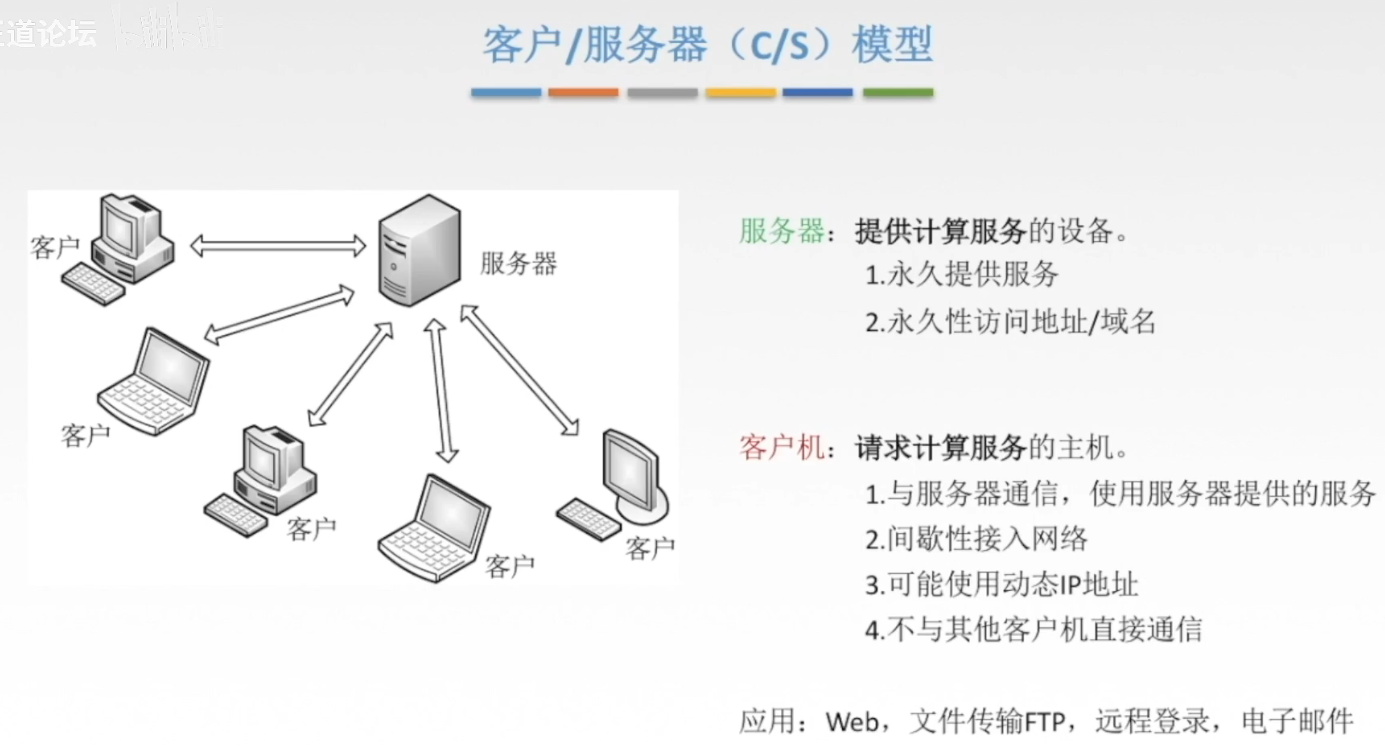 道论坛
客户/服务器（C/S）模型
客户
服务器
客户
客户
客户
客户
服务器：提供计算服务的设备。
1.永久提供服务
2.永久性访问地址/域名
客户机：请求计算服务的主机。
1.与服务器通信，使用服务器提供的服务
2.间歇性接入网络
3.可能使用动态IP地址
4.不与其他客户机直接通信
应用：Web，文件传输FTP，远程登录，电子邮件